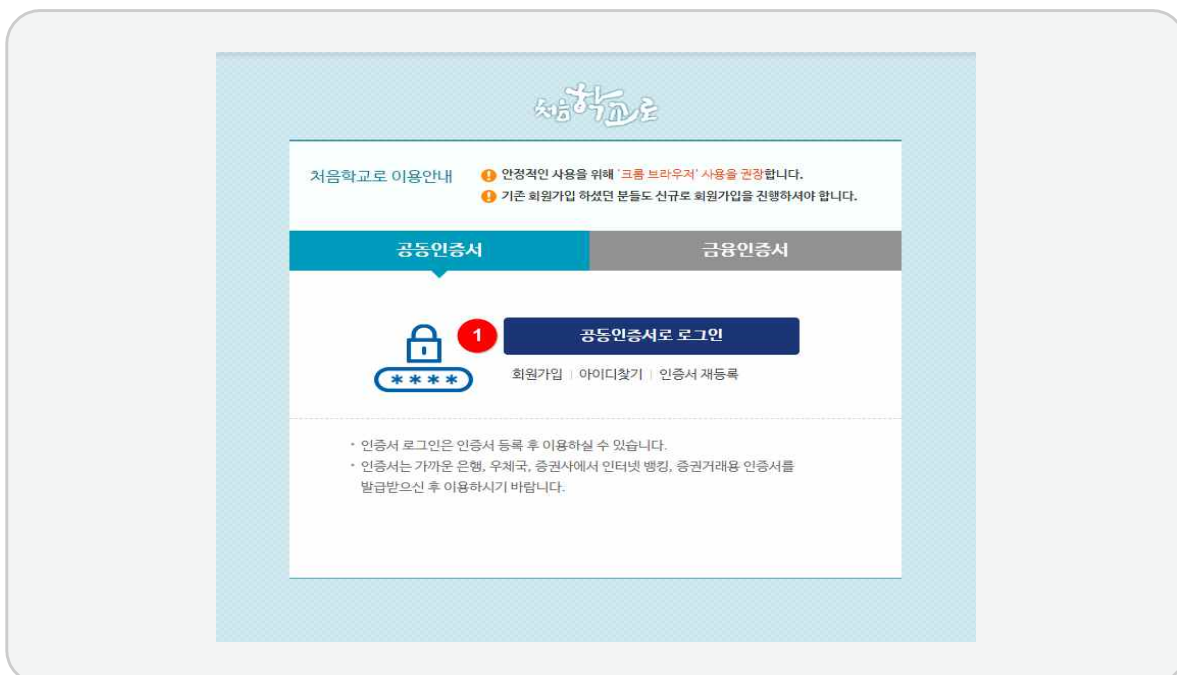 처음학교로
처음학교로 이용안내
! 안정적인 사용을 위해 '크롬 브라우저' 사용을 권장합니다.
! 기존 회원가입 하셨던 분들도 신규로 회원가입을 진행하셔야 합니다.
공동인증서
금융인증서
1
공동인증서로 로그인
****
회원가입 | 아이디찾기 | 인증서 재등록
· 인증서 로그인은 인증서 등록 후 이용하실 수 있습니다.
· 인증서는 가까운 은행, 우체국, 증권사에서 인터넷 뱅킹, 증권거래용 인증서를
발급받으신 후 이용하시기 바랍니다.